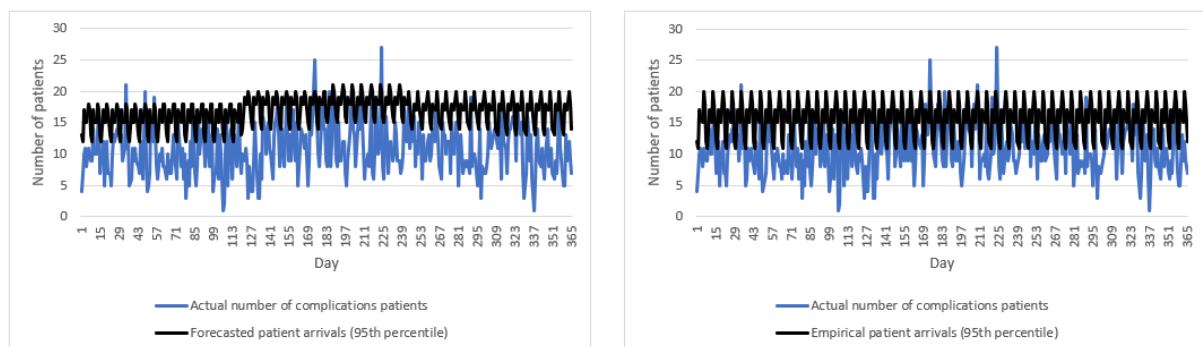 30
25
20
15
10
5
0
Number of patients
1 15 29 43 57 71 85 99 113 127 141 155 169 183 197 211 225 239 253 267 281 295 309 323 337 351 365
Day
Actual number of complications patients
Forecasted patient arrivals (95th percentile)
30
25
20
15
10
5
0
Number of patients
1 15 29 43 57 71 85 99 113 127 141 155 169 183 197 211 225 239 253 267 281 295 309 323 337 351 365
Day
Actual number of complications patients
Empirical patient arrivals (95th percentile)